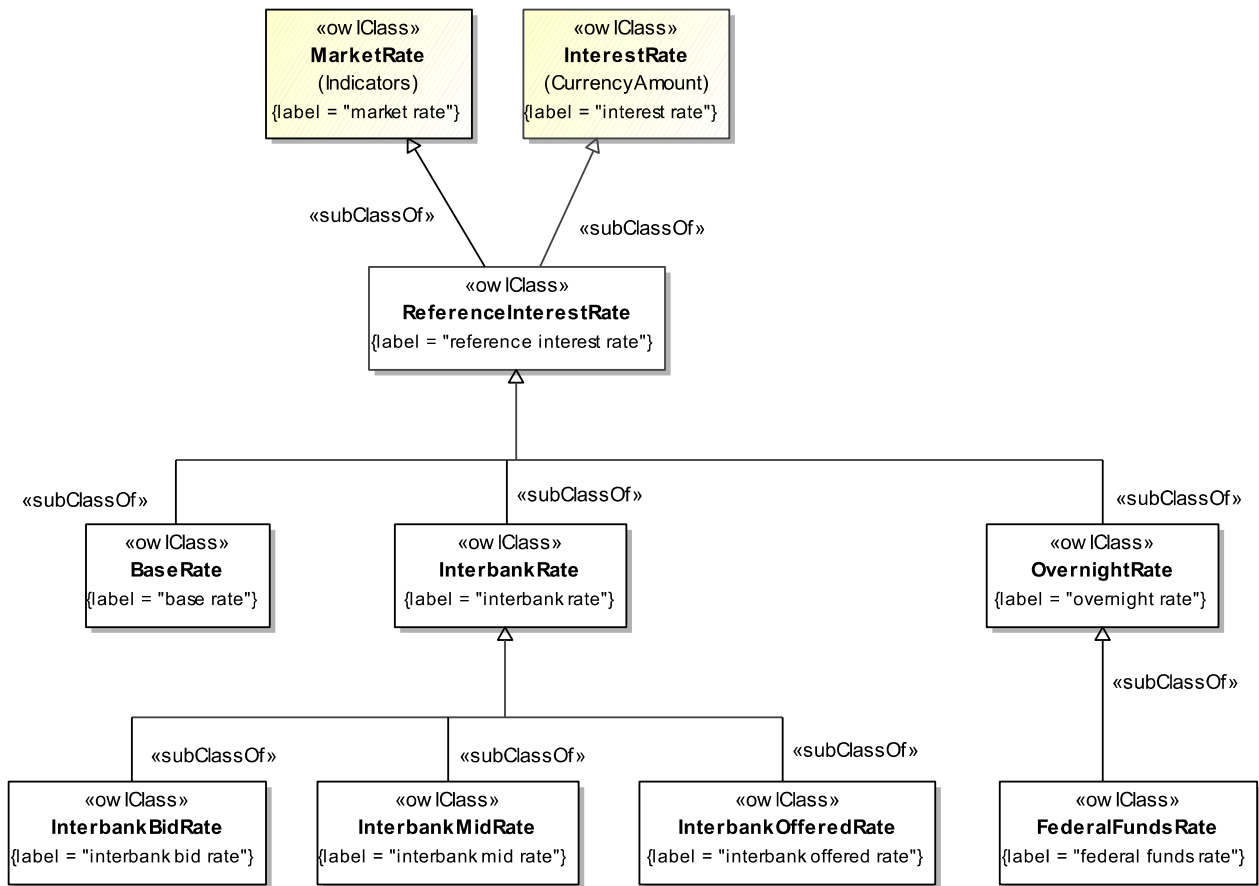 «owlClass»
MarketRate
(Indicators)
{label = "market rate"}
«owlClass»
InterestRate
(CurrencyAmount)
{label = "interest rate"}
«subClassOf»
«subClassOf»
«owlClass»
ReferenceInterestRate
{label = "reference interest rate"}
«subClassOf»
«subClassOf»
«subClassOf»
«owlClass»
BaseRate
{label = "base rate"}
«owlClass»
InterbankRate
{label = "interbank rate"}
«owlClass»
OvernightRate
{label = "overnight rate"}
«subClassOf»
«subClassOf»
«subClassOf»
«subClassOf»
«owlClass»
InterbankBidRate
{label = "interbank bid rate"}
«owlClass»
InterbankMidRate
{label = "interbank mid rate"}
«owlClass»
InterbankOfferedRate
{label = "interbank offered rate"}
«owlClass»
FederalFundsRate
{label = "federal funds rate"}